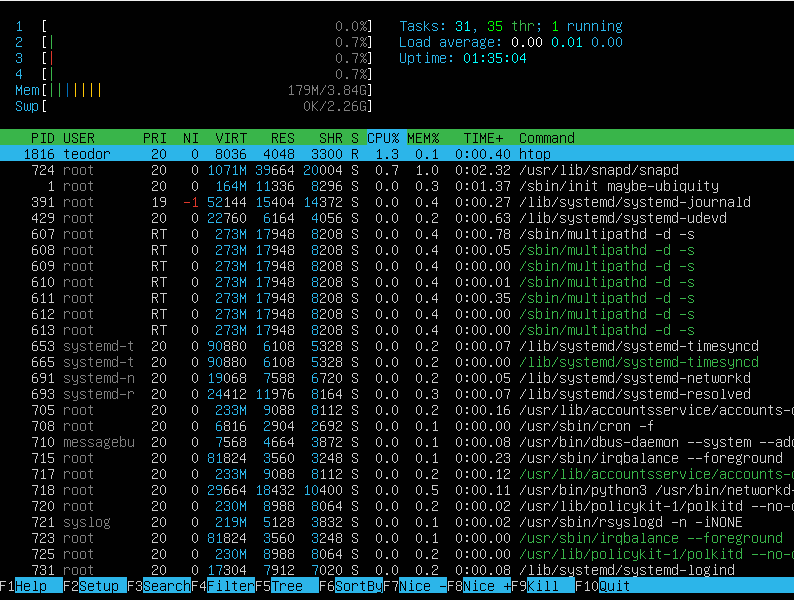 1 [ 0.0%] Tasks: 31, 35 thr; 1 running
2 [| 0.7%] Load average: 0.00 0.01 0.00
3 [| 0.7%] Uptime: 01:35:04
4 [| 0.7%]
Mem[||||||| 179M/3.84G]
Swp[ 0K/2.26G]
PID USER PRI NI VIRT RES SHR S CPU% MEM% TIME+ Command
1816 teodor 20 0 8036 4048 3300 R 1.3 0.1 0:00.40 htop
724 root 20 0 1071M 39664 20004 S 0.7 1.0 0:02.32 /usr/lib/snapd/snapd
1 root 20 0 164M 11336 8296 S 0.0 0.3 0:01.37 /sbin/init maybe-ubiquity
391 root 19 -1 52144 15404 14372 S 0.0 0.4 0:00.27 /lib/systemd/systemd-journald
429 root 20 0 22760 6164 4056 S 0.0 0.2 0:00.63 /lib/systemd/systemd-udevd
607 root RT 0 273M 17948 8208 S 0.0 0.4 0:00.78 /sbin/multipathd -d -s
608 root RT 0 273M 17948 8208 S 0.0 0.4 0:00.05 /sbin/multipathd -d -s
609 root RT 0 273M 17948 8208 S 0.0 0.4 0:00.00 /sbin/multipathd -d -s
610 root RT 0 273M 17948 8208 S 0.0 0.4 0:00.01 /sbin/multipathd -d -s
611 root RT 0 273M 17948 8208 S 0.0 0.4 0:00.35 /sbin/multipathd -d -s
612 root RT 0 273M 17948 8208 S 0.0 0.4 0:00.00 /sbin/multipathd -d -s
613 root RT 0 273M 17948 8208 S 0.0 0.4 0:00.00 /sbin/multipathd -d -s
653 systemd-t 20 0 90880 6108 5328 S 0.0 0.2 0:00.07 /lib/systemd/systemd-timesyncd
665 systemd-t 20 0 90880 6108 5328 S 0.0 0.2 0:00.00 /lib/systemd/systemd-timesyncd
691 systemd-n 20 0 19068 7588 6720 S 0.0 0.2 0:00.05 /lib/systemd/systemd-networkd
693 systemd-r 20 0 24412 11976 8164 S 0.0 0.3 0:00.07 /lib/systemd/systemd-resolved
705 root 20 0 233M 9088 8112 S 0.0 0.2 0:00.16 /usr/lib/accountsservice/accounts-d
708 root 20 0 6816 2904 2692 S 0.0 0.1 0:00.00 /usr/sbin/cron -f
710 messagebu 20 0 7568 4664 3872 S 0.0 0.1 0:00.08 /usr/bin/dbus-daemon --system --add
715 root 20 0 81824 3560 3248 S 0.0 0.1 0:00.23 /usr/sbin/irqbalance --foreground
717 root 20 0 233M 9088 8112 S 0.0 0.2 0:00.12 /usr/lib/accountsservice/accounts-d
718 root 20 0 29664 18432 10400 S 0.0 0.5 0:00.11 /usr/bin/python3 /usr/bin/networkd-
720 root 20 0 230M 8988 8064 S 0.0 0.2 0:00.02 /usr/lib/policykit-1/polkitd --no-d
721 syslog 20 0 219M 5128 3832 S 0.0 0.1 0:00.02 /usr/sbin/rsyslogd -n -iNONE
723 root 20 0 81824 3560 3248 S 0.0 0.1 0:00.00 /usr/sbin/irqbalance --foreground
725 root 20 0 230M 8988 8064 S 0.0 0.2 0:00.00 /usr/lib/policykit-1/polkitd --no-d
731 root 20 0 17304 7912 7020 S 0.0 0.2 0:00.08 /lib/systemd/systemd-logind
F1Help F2Setup F3SearchF4FilterF5Tree F6SortByF7Nice -F8Nice +F9Kill F10Quit